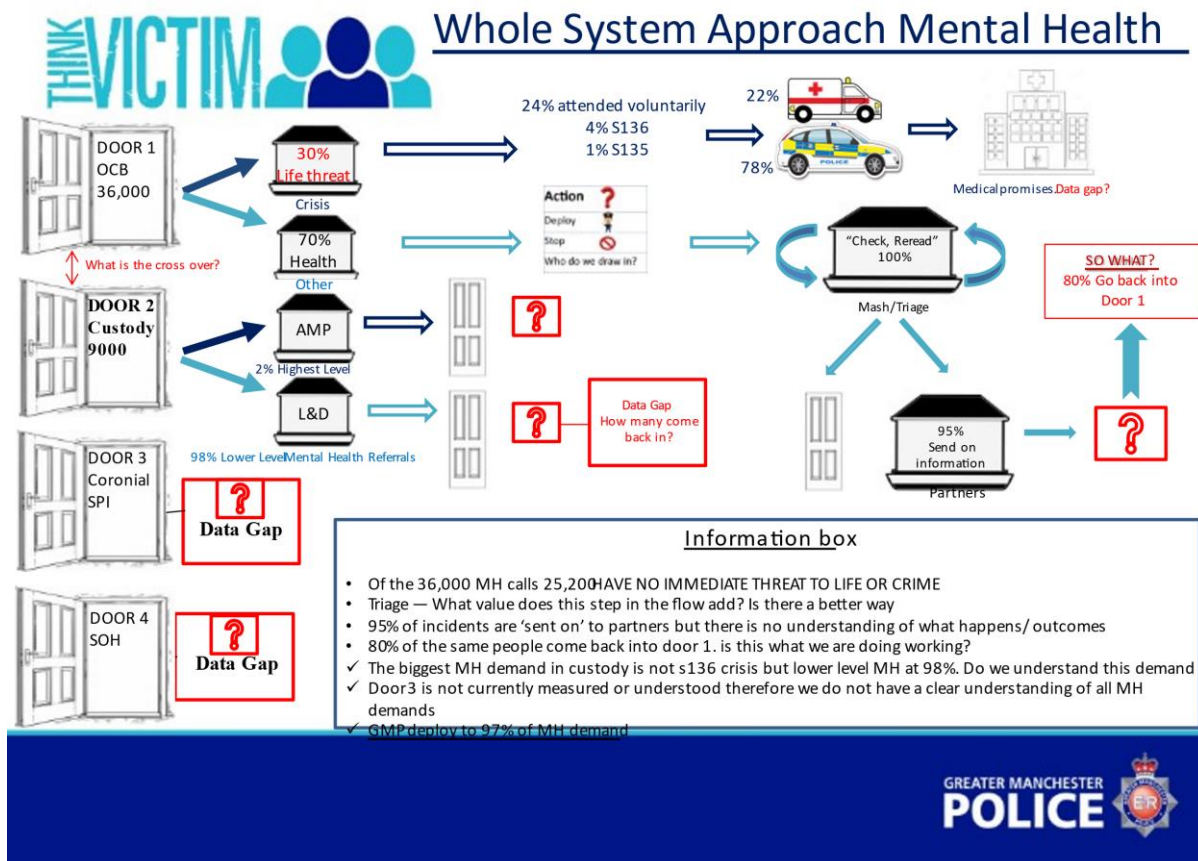 THINK
VICTIM
Whole System Approach Mental Health
DOOR 1
OCB
36,000
30%
Life threat
Crisis
24% attended voluntarily
4% S136
1% S135
22%
78%
POLICE
Medical promises.Data gap?
70%
Health
Other
Action ?
Deploy
Stop
Who do we draw in?
“Check, Reread”
100%
Mash/Triage
SO WHAT?
80% Go back into
Door 1
What is the cross over?
DOOR 2
Custody
9000
AMP
2% Highest Level
?
L&D
98% Lower LevelMental Health Referrals
?
Data Gap
How many come
back in?
95%
Send on
information
Partners
?
DOOR 3
Coronial
SPI
?
Data Gap
DOOR 4
SOH
?
Data Gap
Information box
• Of the 36,000 MH calls 25,200HAVE NO IMMEDIATE THREAT TO LIFE OR CRIME
• Triage — What value does this step in the flow add? Is there a better way
• 95% of incidents are ‘sent on’ to partners but there is no understanding of what happens/ outcomes
• 80% of the same people come back into door 1. is this what we are doing working?
✓ The biggest MH demand in custody is not s136 crisis but lower level MH at 98%. Do we understand this demand
✓ Door3 is not currently measured or understood therefore we do not have a clear understanding of all MH
demands
✓ GMP deploy to 97% of MH demand
GREATER MANCHESTER
POLICE
EiiR